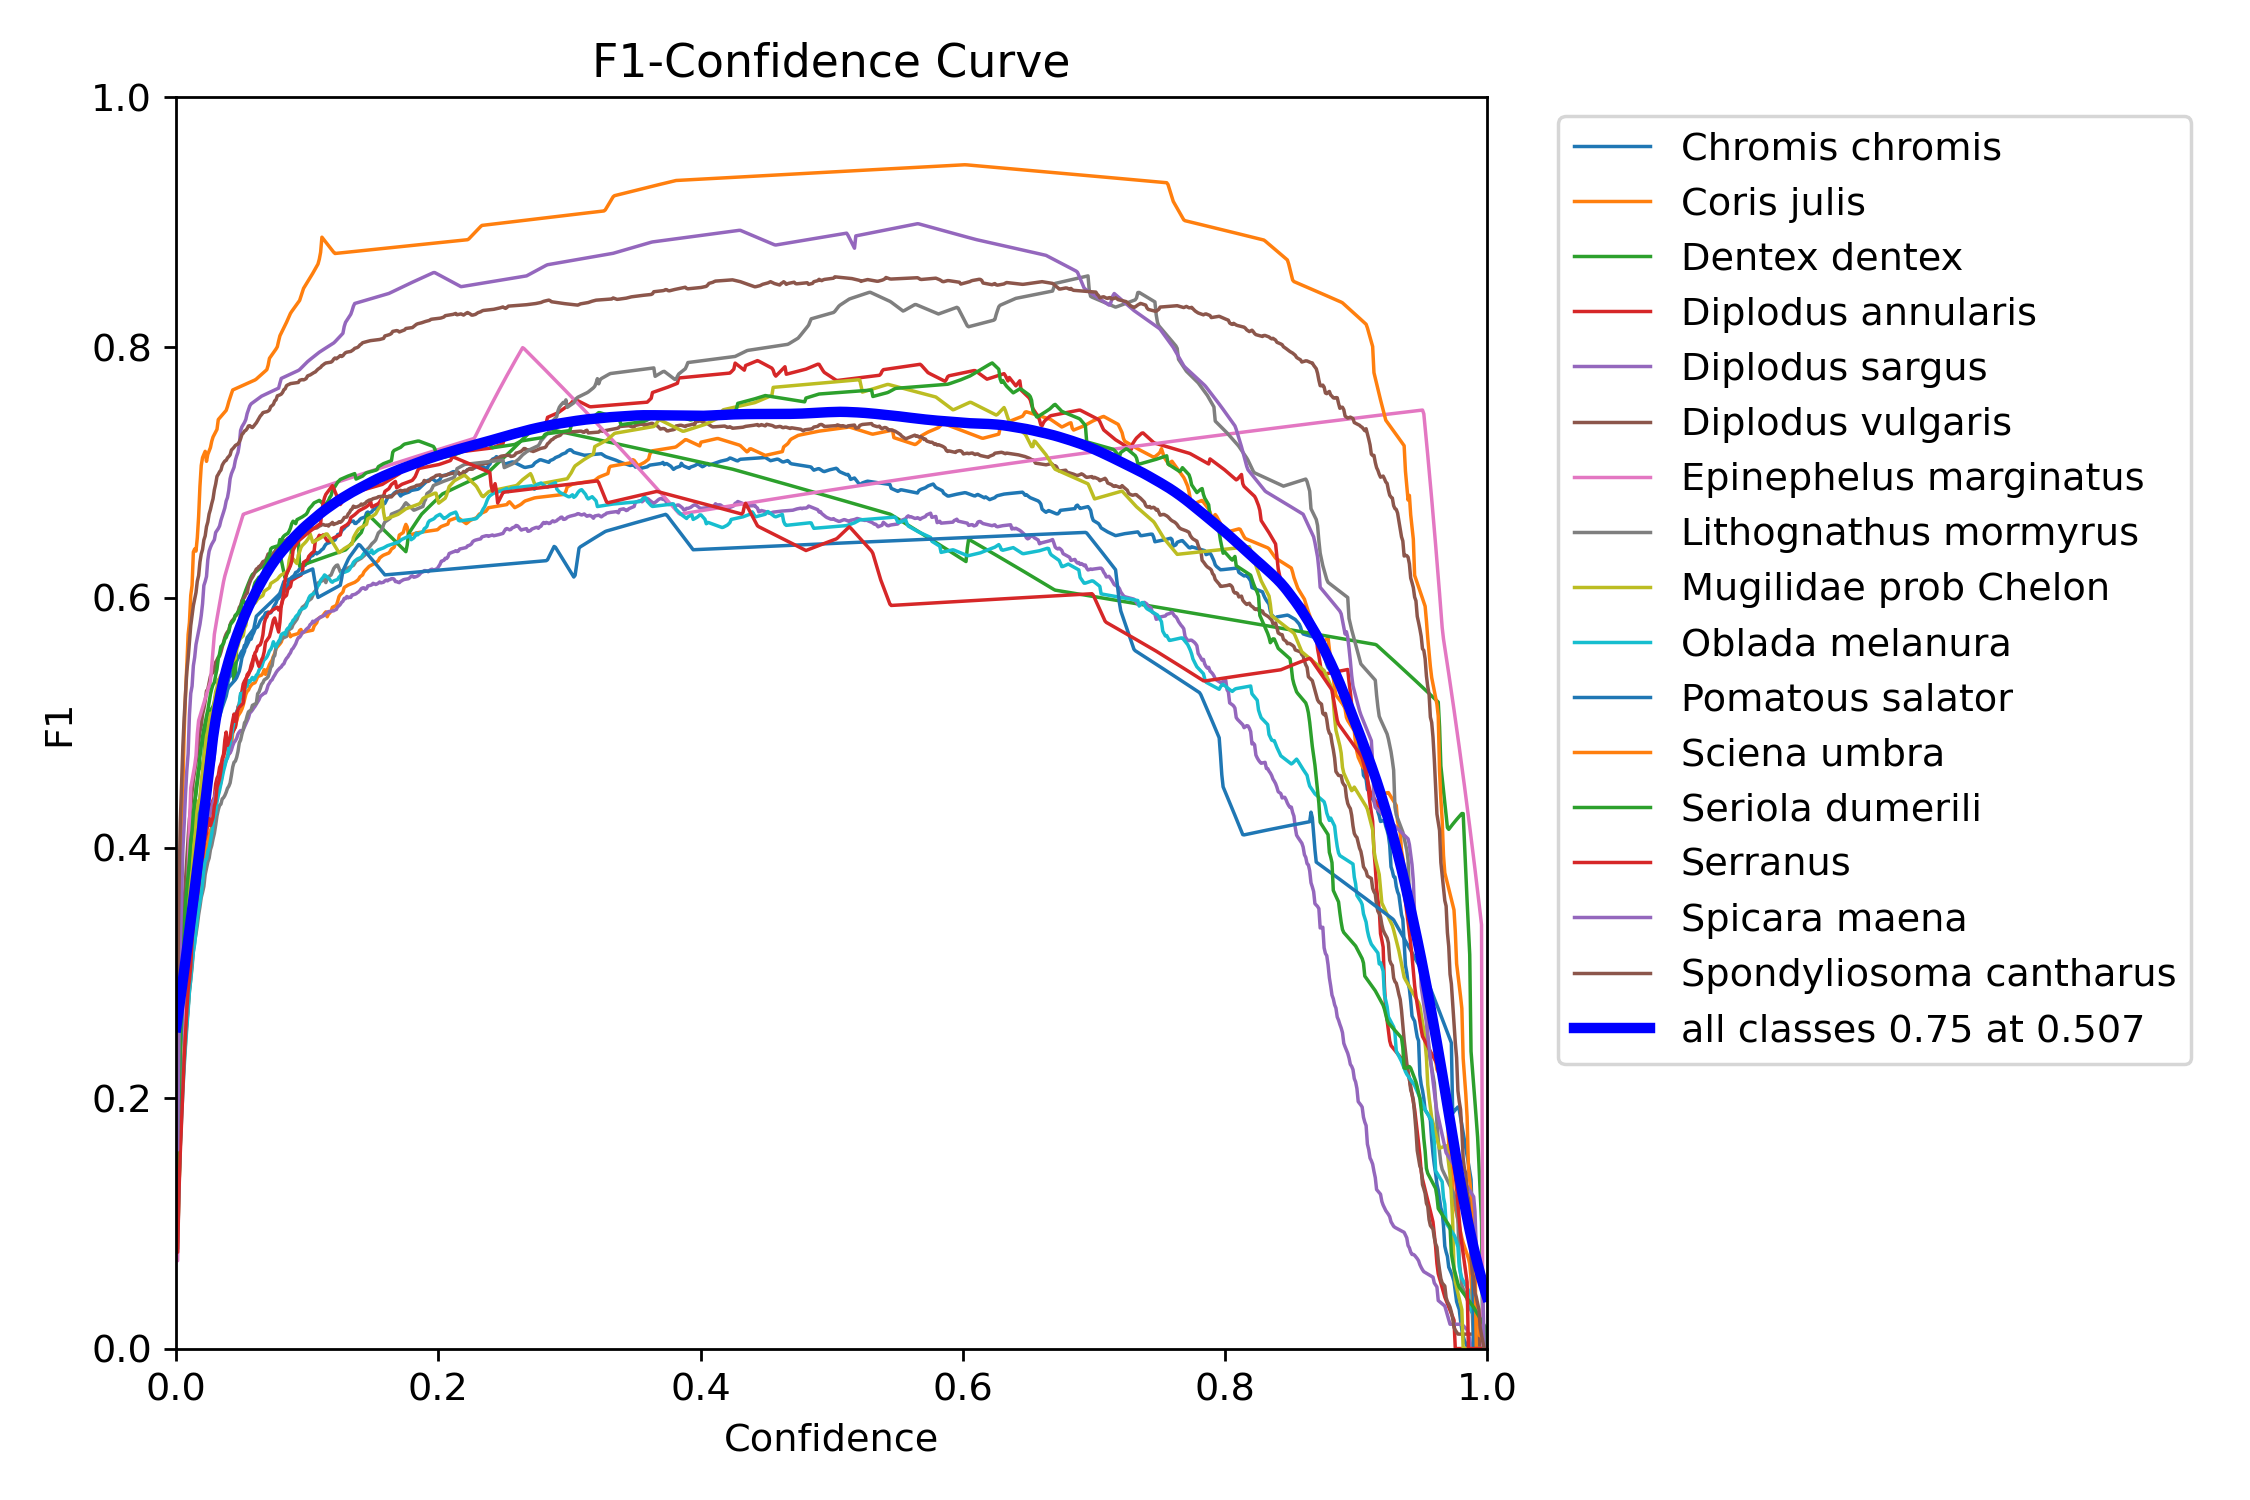 F1-Confidence Curve
1.0
0.8
0.6
0.4
0.2
0.0
F1
0.0 0.2 0.4 0.6 0.8 1.0
Confidence
Chromis chromis
Coris julis
Dentex dentex
Diplodus annularis
Diplodus sargus
Diplodus vulgaris
Epinephelus marginatus
Lithognathus mormyrus
Mugilidae prob Chelon
Oblada melanura
Pomatous salator
Sciena umbra
Seriola dumerili
Serranus
Spicara maena
Spondyliosoma cantharus
all classes 0.75 at 0.507